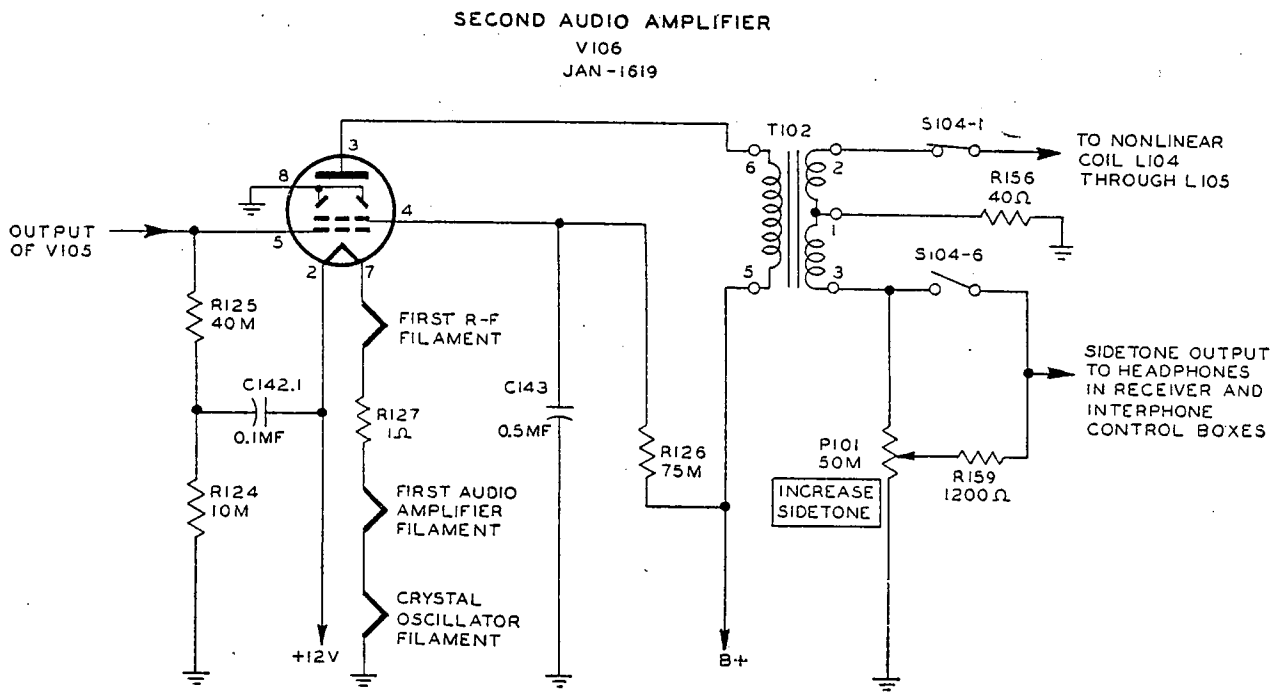 SECOND AUDIO AMPLIFIER
V106
JAN-1619
3
8
4
5
2
7
OUTPUT
OF V105
R125
40M
C142.1
0.1MF
R124
10M
+12V
FIRST R-F
FILAMENT
R127
1Ω
FIRST AUDIO
AMPLIFIER
FILAMENT
CRYSTAL
OSCILLATOR
FILAMENT
C143
0.5MF
R126
75M
B+
T102
6
5
2
1
3
S104-1
TO NONLINEAR
COIL L104
THROUGH L105
R156
40Ω
S104-6
P101
50M
INCREASE
SIDETONE
R159
1200Ω
SIDETONE OUTPUT
TO HEADPHONES
IN RECEIVER AND
INTERPHONE
CONTROL BOXES